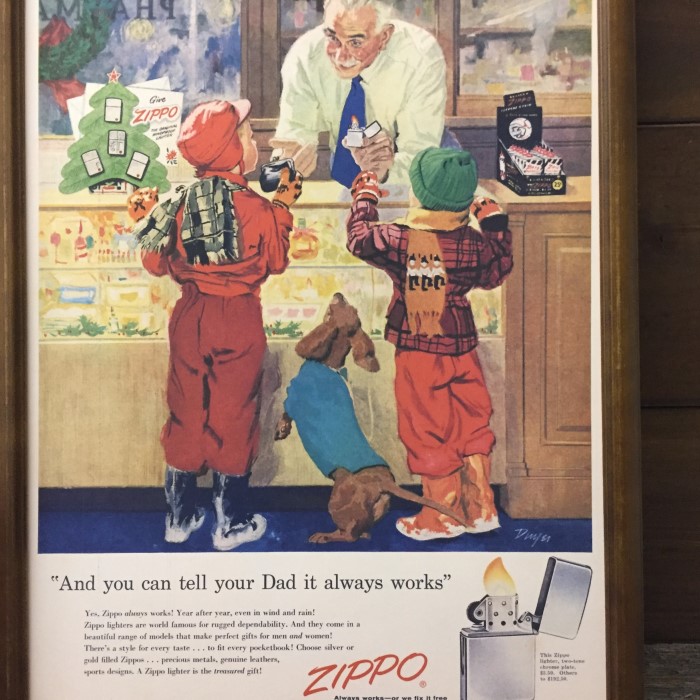 PHARMA
Give
ZIPPO
ZIPPO
Dwyer
"And you can tell your Dad it always works"
Yes, Zippo always works! Year after year, even in wind and rain!
Zippo lighters are world famous for rugged dependability. And they come in a
beautiful range of models that make perfect gifts for men and women!
There's a style for every taste . . . to fit every pocketbook! Choose silver or
gold filled Zippos . . . precious metals, genuine leathers,
sports designs. A Zippo lighter is the treasured gift!
ZIPPO®
Always works—or we fix it free
This Zippo
lighter, two-tone
chrome plate,
$3.50. Others